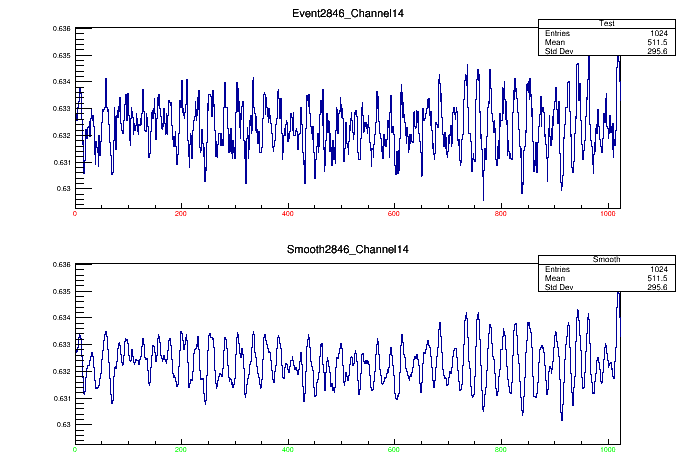 Event2846_Channel14
Test
Entries 1024
Mean 511.5
Std Dev 295.6
0.636
0.635
0.634
0.633
0.632
0.631
0.63
0 200 400 600 800 1000
Smooth2846_Channel14
Smooth
Entries 1024
Mean 511.5
Std Dev 295.6
0.636
0.635
0.634
0.633
0.632
0.631
0.63
0 200 400 600 800 1000